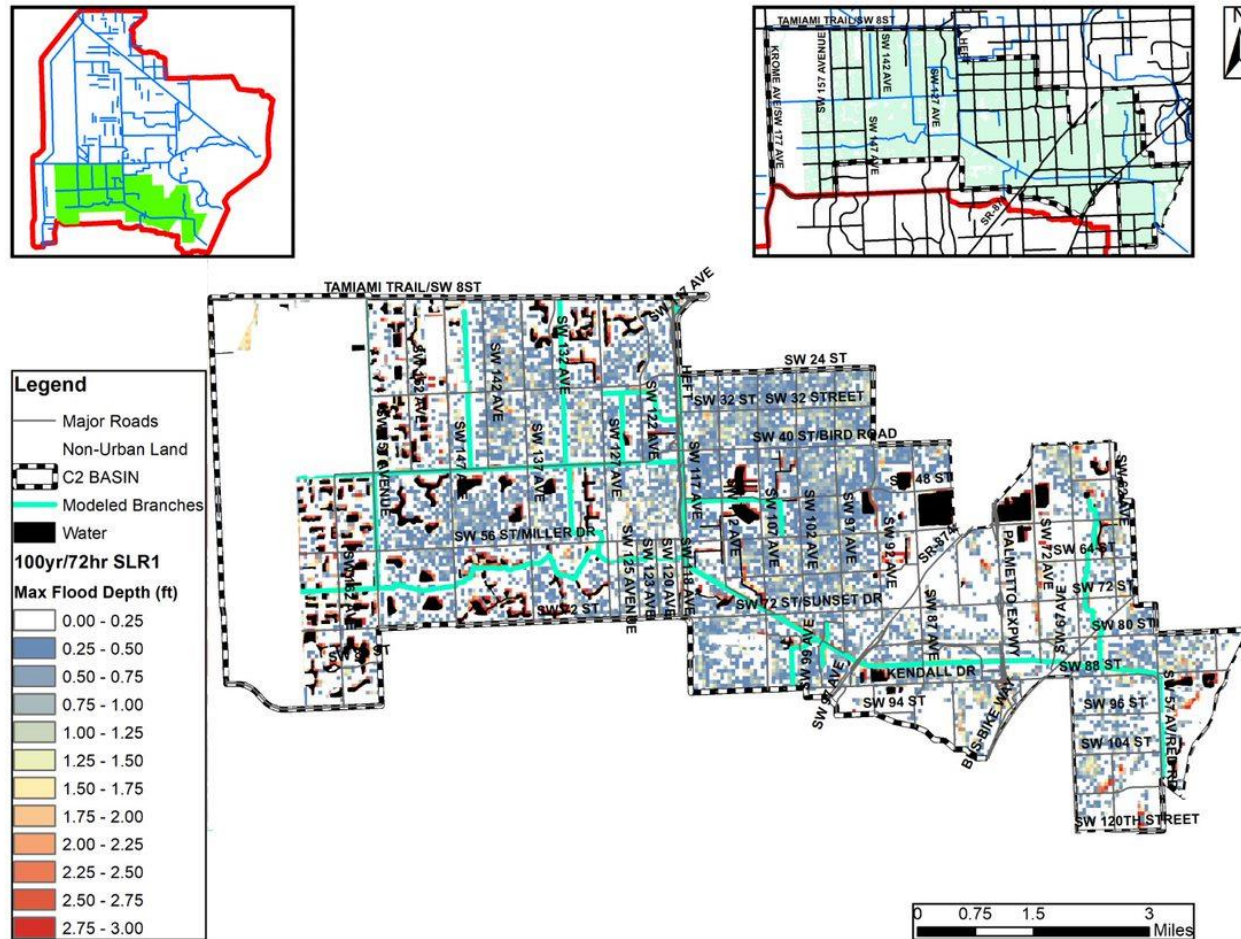 TAMIAMI TRAIL/SW 8ST
HEFT
KROME AVE/SW 177 AVE
SW 157 AVENUE
SW 142 AVE
SW 127 AVE
SW 147 AVE
SR-874
N
TAMIAMI TRAIL/SW 8ST
SW 132 AVE
SW 142 AVE
SW 122 AVE
HEFT
SW 24 ST
SW 32 ST
SW 32 STREET
SW 40 ST/BIRD ROAD
SW 147 AVE
SW 137 AVE
SW 127 AVE
SW 117 AVE
SW 107 AVE
SW 102 AVE
SW 97 AVE
SW 92 AVE
SR-874
PALMETTO EXPWY
SW 72 AVE
SW 64 ST
SW 56 ST/MILLER DR
SW 125 AVENUE
SW 123 AVE
SW 120 AVE
SW 118 AVE
SW 72 ST
SW 72 ST/SUNSET DR
SW 87 AVE
SW 67 AVE
SW 72 ST
SW 80 ST
SW 99 AVE
KENDALL DR
SW 88 ST
SW 94 ST
SW 96 ST
SW 57 AV/RED RD
SW 104 ST
SW 120TH STREET
Legend
Major Roads
Non-Urban Land
C2 BASIN
Modeled Branches
Water
100yr/72hr SLR1
Max Flood Depth (ft)
0.00 - 0.25
0.25 - 0.50
0.50 - 0.75
0.75 - 1.00
1.00 - 1.25
1.25 - 1.50
1.50 - 1.75
1.75 - 2.00
2.00 - 2.25
2.25 - 2.50
2.50 - 2.75
2.75 - 3.00
0 0.75 1.5 3
Miles